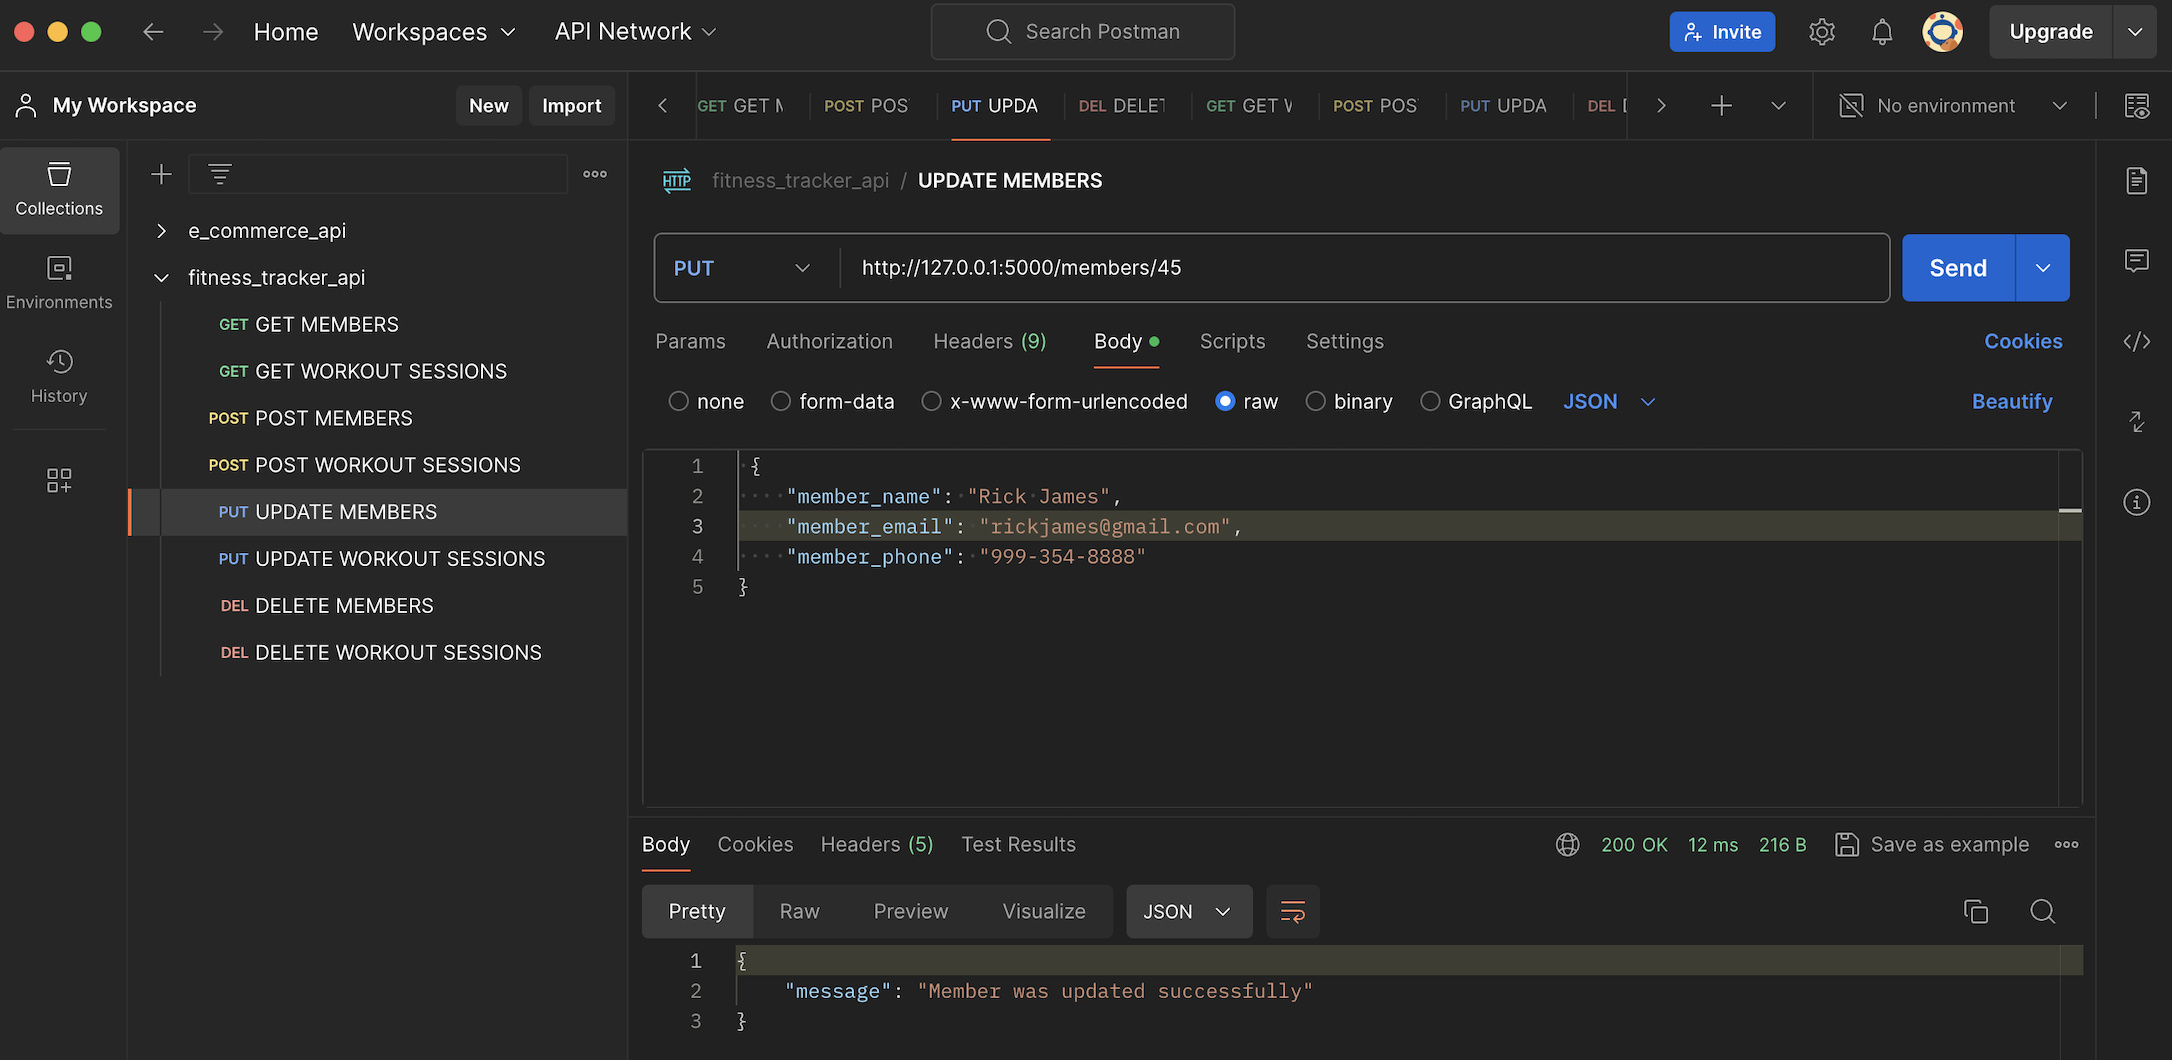 Home Workspaces API Network Search Postman Invite Upgrade
My Workspace New Import
GET GET M POST POS PUT UPDA DEL DELET GET GET V POST POS PUT UPDA DEL No environment
Collections
Environments
History
e_commerce_api
fitness_tracker_api
GET GET MEMBERS
GET GET WORKOUT SESSIONS
POST POST MEMBERS
POST POST WORKOUT SESSIONS
PUT UPDATE MEMBERS
PUT UPDATE WORKOUT SESSIONS
DEL DELETE MEMBERS
DEL DELETE WORKOUT SESSIONS
HTTP fitness_tracker_api / UPDATE MEMBERS
PUT http://127.0.0.1:5000/members/45 Send
Params Authorization Headers (9) Body Scripts Settings Cookies
none form-data x-www-form-urlencoded raw binary GraphQL JSON Beautify
1 {
2 "member_name": "Rick James",
3 "member_email": "rickjames@gmail.com",
4 "member_phone": "999-354-8888"
5 }
Body Cookies Headers (5) Test Results 200 OK 12 ms 216 B Save as example
Pretty Raw Preview Visualize JSON
1 {
2 "message": "Member was updated successfully"
3 }